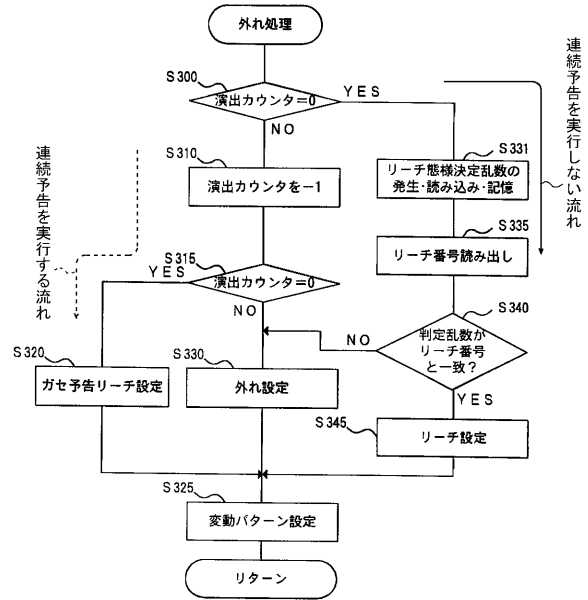 外れ処理
S300
演出カウンタ=0
YES
NO
S310
演出カウンタを-1
S331
リーチ態様決定乱数の
発生・読み込み・記憶
S335
リーチ番号読み出し
S315
演出カウンタ=0
YES
NO
S340
判定乱数が
リーチ番号
と一致?
NO
YES
S320
ガセ予告リーチ設定
S330
外れ設定
S345
リーチ設定
S325
変動パターン設定
リターン
連続予告を実行する流れ
連続予告を実行しない流れ